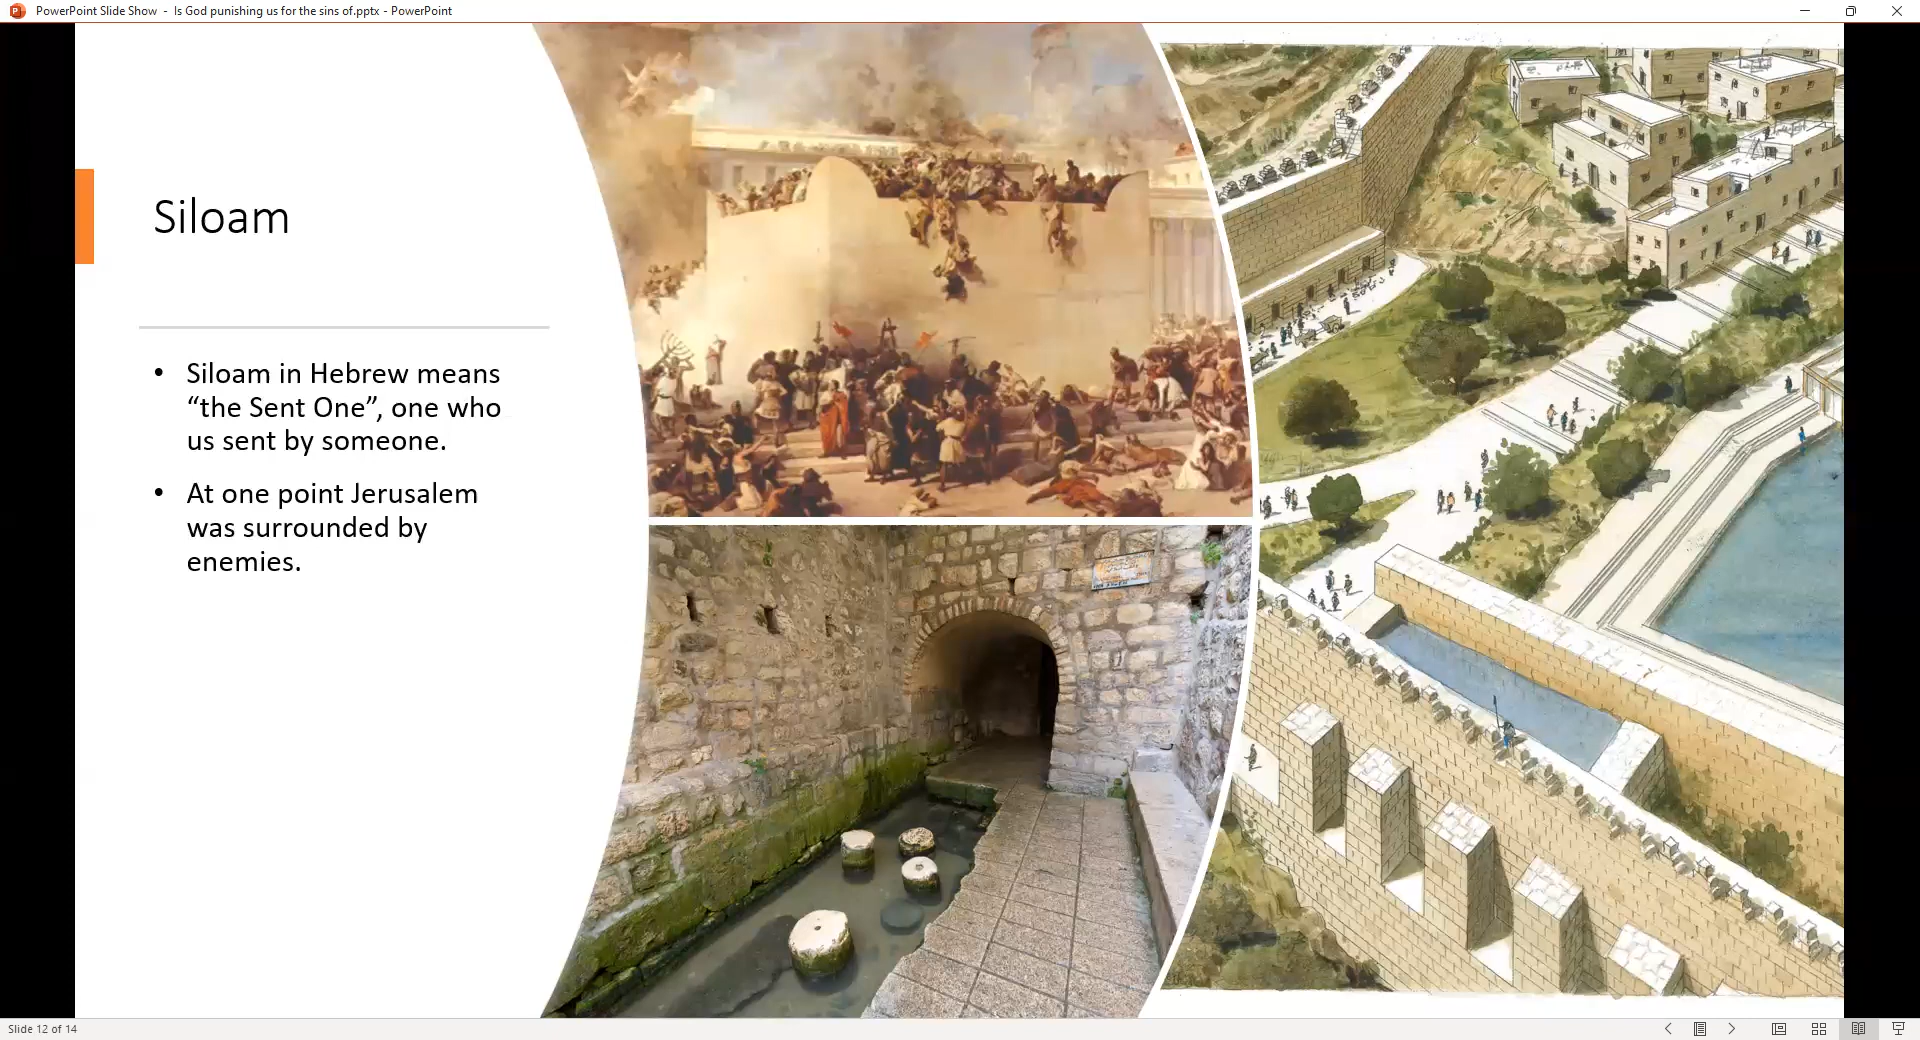 PowerPoint Slide Show - Is God punishing us for the sins of.pptx - PowerPoint
Siloam
• Siloam in Hebrew means
“the Sent One”, one who
us sent by someone.
• At one point Jerusalem
was surrounded by
enemies.
Slide 12 of 14